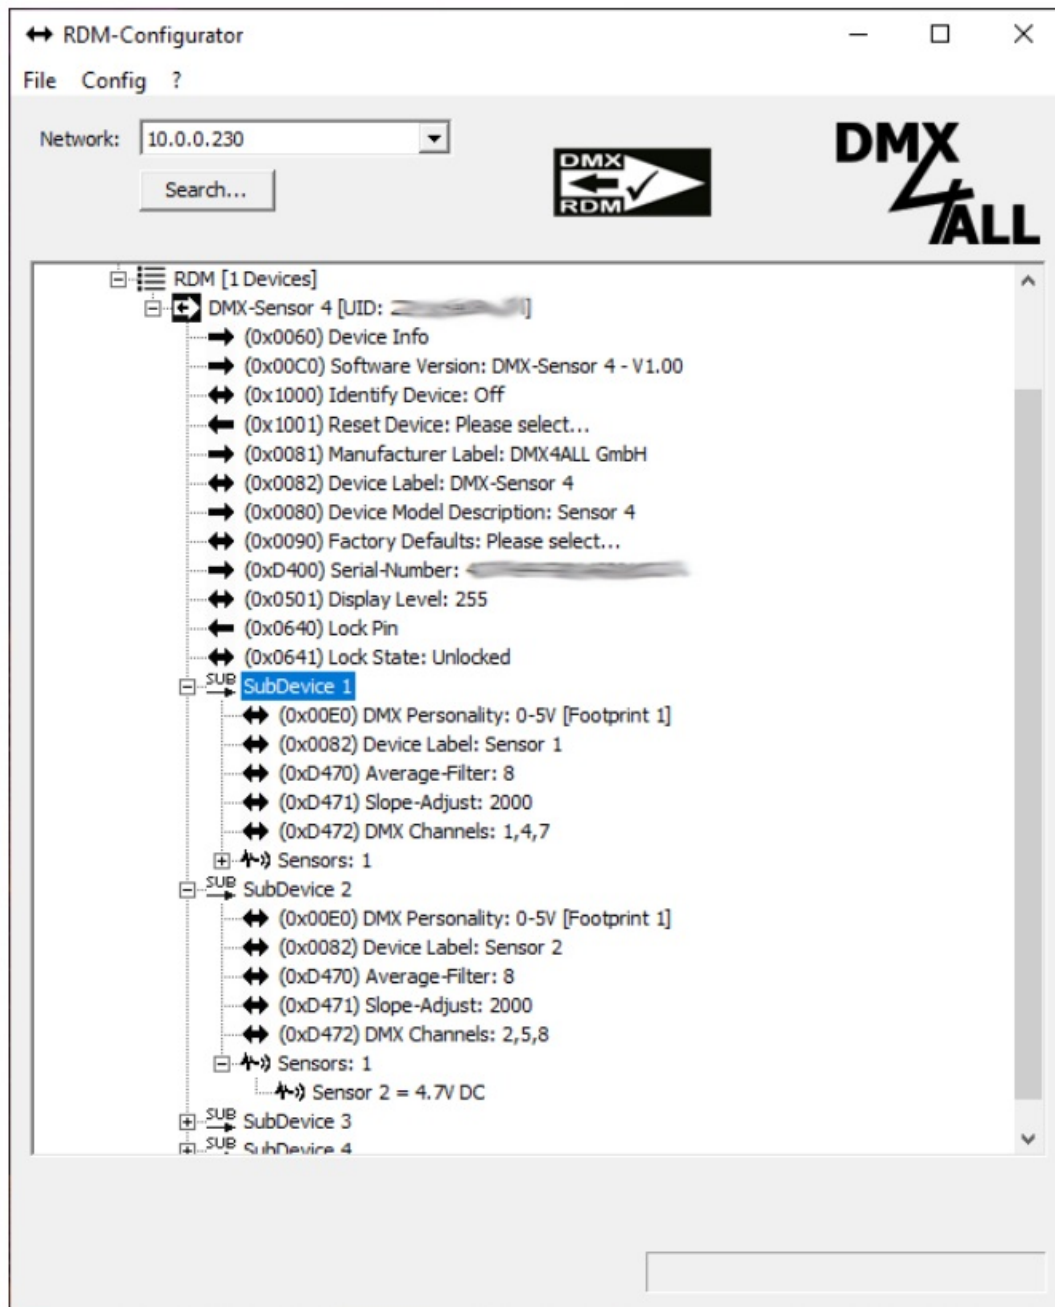 RDM-Configurator
File Config ?
Network: 10.0.0.230
Search...
DMX
RDM
DMX
4
ALL
RDM [1 Devices]
DMX-Sensor 4 [UID: ]
(0x0060) Device Info
(0x00C0) Software Version: DMX-Sensor 4 - V1.00
(0x1000) Identify Device: Off
(0x1001) Reset Device: Please select...
(0x0081) Manufacturer Label: DMX4ALL GmbH
(0x0082) Device Label: DMX-Sensor 4
(0x0080) Device Model Description: Sensor 4
(0x0090) Factory Defaults: Please select...
(0xD400) Serial-Number:
(0x0501) Display Level: 255
(0x0640) Lock Pin
(0x0641) Lock State: Unlocked
SUB SubDevice 1
(0x00E0) DMX Personality: 0-5V [Footprint 1]
(0x0082) Device Label: Sensor 1
(0xD470) Average-Filter: 8
(0xD471) Slope-Adjust: 2000
(0xD472) DMX Channels: 1,4,7
Sensors: 1
SUB SubDevice 2
(0x00E0) DMX Personality: 0-5V [Footprint 1]
(0x0082) Device Label: Sensor 2
(0xD470) Average-Filter: 8
(0xD471) Slope-Adjust: 2000
(0xD472) DMX Channels: 2,5,8
Sensors: 1
Sensor 2 = 4.7V DC
SUB SubDevice 3
SUB SubDevice 4